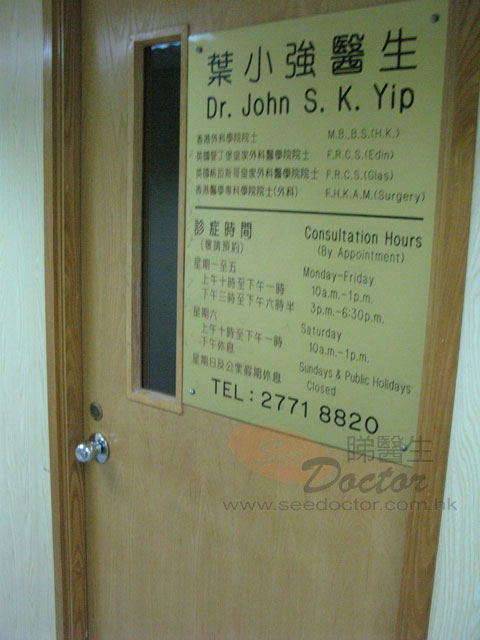 葉小強醫生
Dr. John S. K. Yip
香港外科學院院士 M.B.,B.S.(H.K.)
英國愛丁堡皇家外科醫學院院士 F.R.C.S.(Edin)
英國格拉斯哥皇家外科醫學院院士 F.R.C.S.(Glas)
香港醫學專科學院院士(外科) F.H.K.A.M.(Surgery)
診症時間 Consultation Hours
(敬請預約) (By Appointment)
星期一至五 Monday-Friday
上午十時至下午一時 10a.m.-1p.m.
下午三時至下午六時半 3p.m.-6:30p.m.
星期六 Saturday
上午十時至下午一時 10a.m.-1p.m.
下午休息
星期日及公眾假期休息 Sundays & Public Holidays
Closed
TEL: 2771 8820
睇醫生
Doctor
www.seedoctor.com.hk